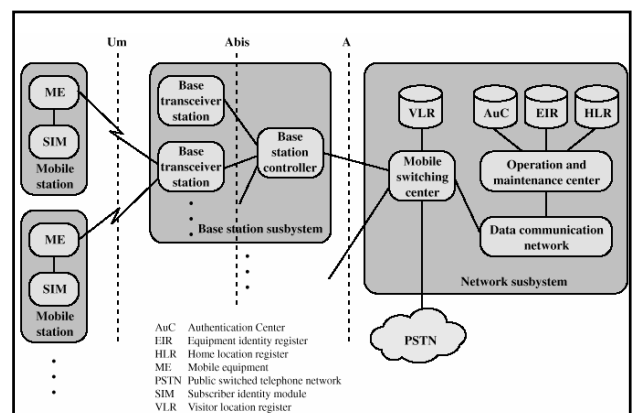 Um
Abis
A
ME
SIM
Mobile
station
ME
SIM
Mobile
station
Base
transceiver
station
Base
transceiver
station
Base
station
controller
Base station susbystem
VLR
AuC
EIR
HLR
Mobile
switching
center
Operation and
maintenance center
Data communication
network
Network susbystem
PSTN
AuC Authentication Center
EIR Equipment identity register
HLR Home location register
ME Mobile equipment
PSTN Public switched telephone network
SIM Subscriber identity module
VLR Visitor location register